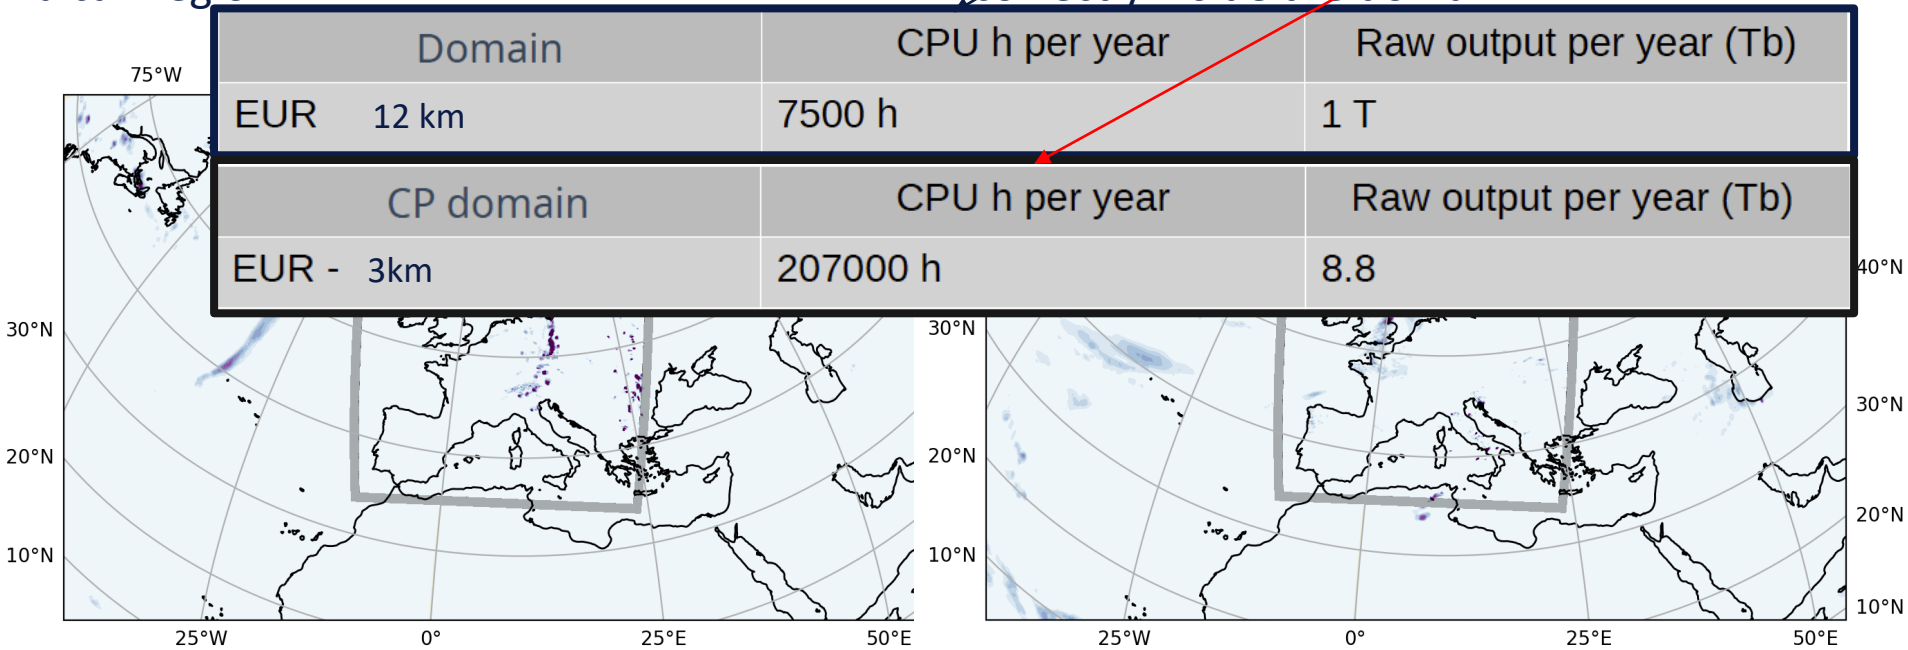 Domain CPU h per year Raw output per year (Tb)
EUR 12 km 7500 h 1 T
CP domain CPU h per year Raw output per year (Tb)
EUR - 3km 207000 h 8.8
75°W
30°N
20°N
10°N
25°W 0° 25°E 50°E
30°N
20°N
10°N
40°N
30°N
20°N
10°N
25°W 0° 25°E 50°E